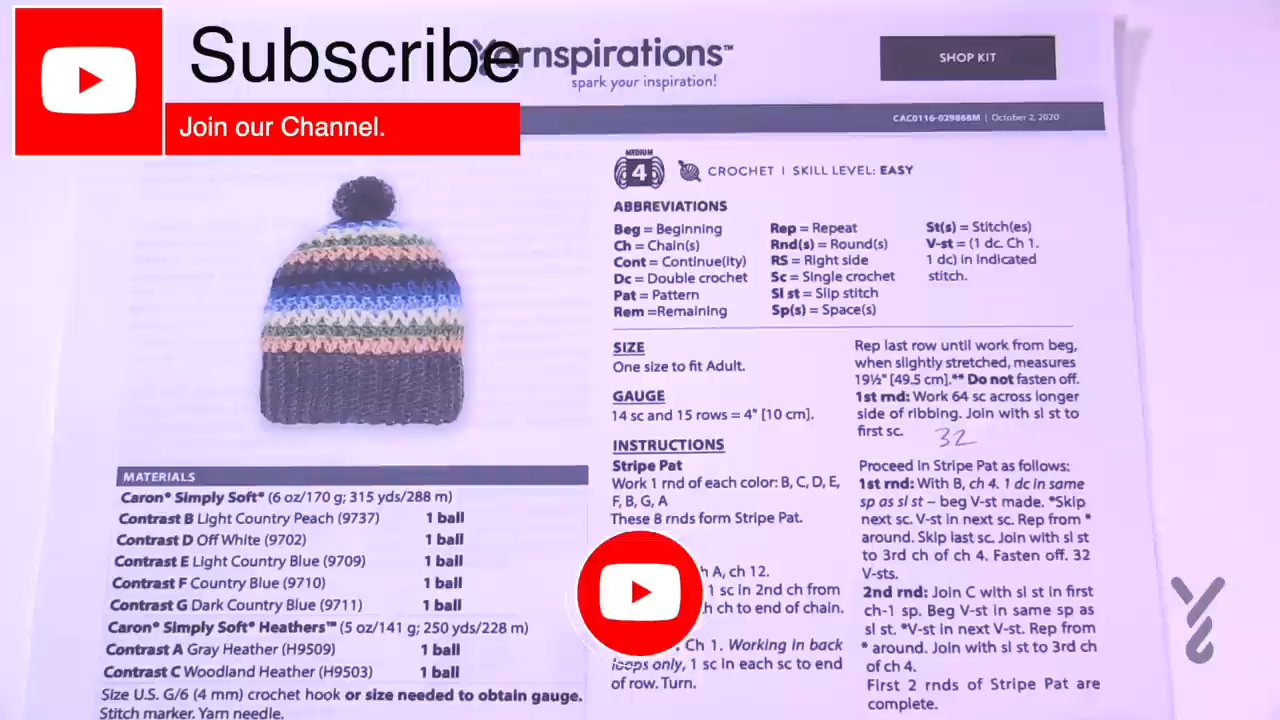 Subscribe
Join our Channel.
Yarnspirations™
spark your inspiration!
SHOP KIT
CAC0116-029868M | October 2, 2020
MEDIUM
4
CROCHET | SKILL LEVEL: EASY
ABBREVIATIONS
Beg = Beginning
Ch = Chain(s)
Cont = Continue(ity)
Dc = Double crochet
Pat = Pattern
Rem =Remaining
Rep = Repeat
Rnd(s) = Round(s)
RS = Right side
Sc = Single crochet
Sl st = Slip stitch
Sp(s) = Space(s)
St(s) = Stitch(es)
V-st = (1 dc. Ch 1.
1 dc) in indicated
stitch.
MATERIALS
Caron® Simply Soft® (6 oz/170 g; 315 yds/288 m)
Contrast B Light Country Peach (9737) 1 ball
Contrast D Off White (9702) 1 ball
Contrast E Light Country Blue (9709) 1 ball
Contrast F Country Blue (9710) 1 ball
Contrast G Dark Country Blue (9711) 1 ball
Caron® Simply Soft® Heathers™ (5 oz/141 g; 250 yds/228 m)
Contrast A Gray Heather (H9509) 1 ball
Contrast C Woodland Heather (H9503) 1 ball
Size U.S. G/6 (4 mm) crochet hook or size needed to obtain gauge.
Stitch marker. Yarn needle.
SIZE
One size to fit Adult.
GAUGE
14 sc and 15 rows = 4" [10 cm].
INSTRUCTIONS
Stripe Pat
Work 1 rnd of each color: B, C, D, E,
F, B, G, A
These 8 rnds form Stripe Pat.
A, ch 12.
1 sc in 2nd ch from
ch to end of chain.
Ch 1. Working in back
loops only, 1 sc in each sc to end
of row. Turn.
Rep last row until work from beg,
when slightly stretched, measures
19½" [49.5 cm].** Do not fasten off.
1st rnd: Work 64 sc across longer
side of ribbing. Join with sl st to
first sc.
32
Proceed in Stripe Pat as follows:
1st rnd: With B, ch 4. 1 dc in same
sp as sl st – beg V-st made. *Skip
next sc. V-st in next sc. Rep from *
around. Skip last sc. Join with sl st
to 3rd ch of ch 4. Fasten off. 32
V-sts.
2nd rnd: Join C with sl st in first
ch-1 sp. Beg V-st in same sp as
sl st. *V-st in next V-st. Rep from
* around. Join with sl st to 3rd ch
of ch 4.
First 2 rnds of Stripe Pat are
complete.